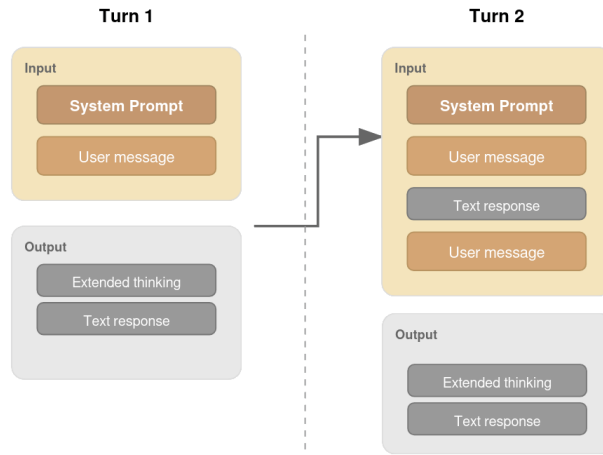 Turn 1
Input
System Prompt
User message
Output
Extended thinking
Text response
Turn 2
Input
System Prompt
User message
Text response
User message
Output
Extended thinking
Text response